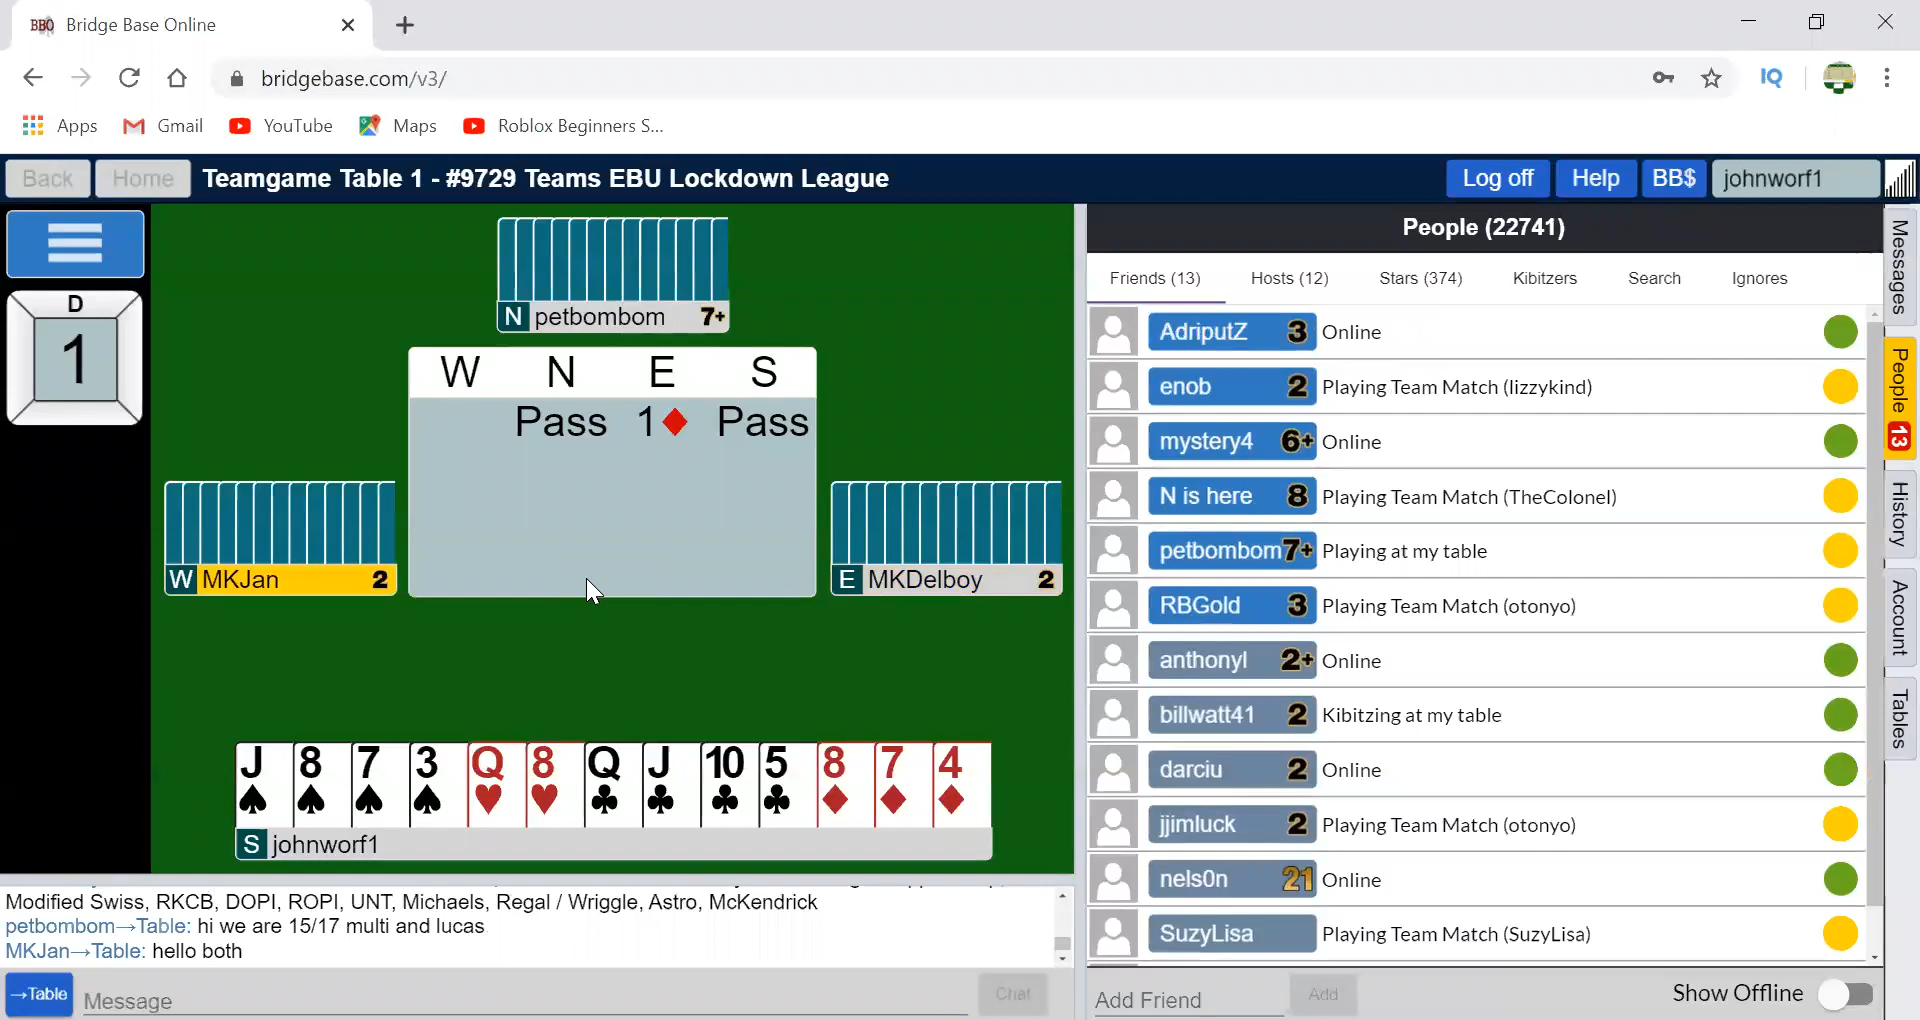 BBO Bridge Base Online
bridgebase.com/v3/
IQ
Apps Gmail YouTube Maps Roblox Beginners S...
Back Home Teamgame Table 1 - #9729 Teams EBU Lockdown League Log off Help BB$ johnworf1
D
1
N petbombom 7+
W N E S
Pass 1♦ Pass
W MKJan 2
E MKDelboy 2
J♠ 8♠ 7♠ 3♠ Q♥ 8♥ Q♣ J♣ 10♣ 5♣ 8♦ 7♦ 4♦
S johnworf1
Modified Swiss, RKCB, DOPI, ROPI, UNT, Michaels, Regal / Wriggle, Astro, McKendrick
petbombom→Table: hi we are 15/17 multi and lucas
MKJan→Table: hello both
→Table Message Chat
People (22741)
Friends (13) Hosts (12) Stars (374) Kibitzers Search Ignores
AdriputZ 3 Online
enob 2 Playing Team Match (lizzykind)
mystery4 6+ Online
N is here 8 Playing Team Match (TheColonel)
petbombom 7+ Playing at my table
RBGold 3 Playing Team Match (otonyo)
anthonyl 2+ Online
billwatt41 2 Kibitzing at my table
darciu 2 Online
jjimluck 2 Playing Team Match (otonyo)
nels0n 21 Online
SuzyLisa Playing Team Match (SuzyLisa)
Add Friend Add Show Offline
Messages
People 13
History
Account
Tables